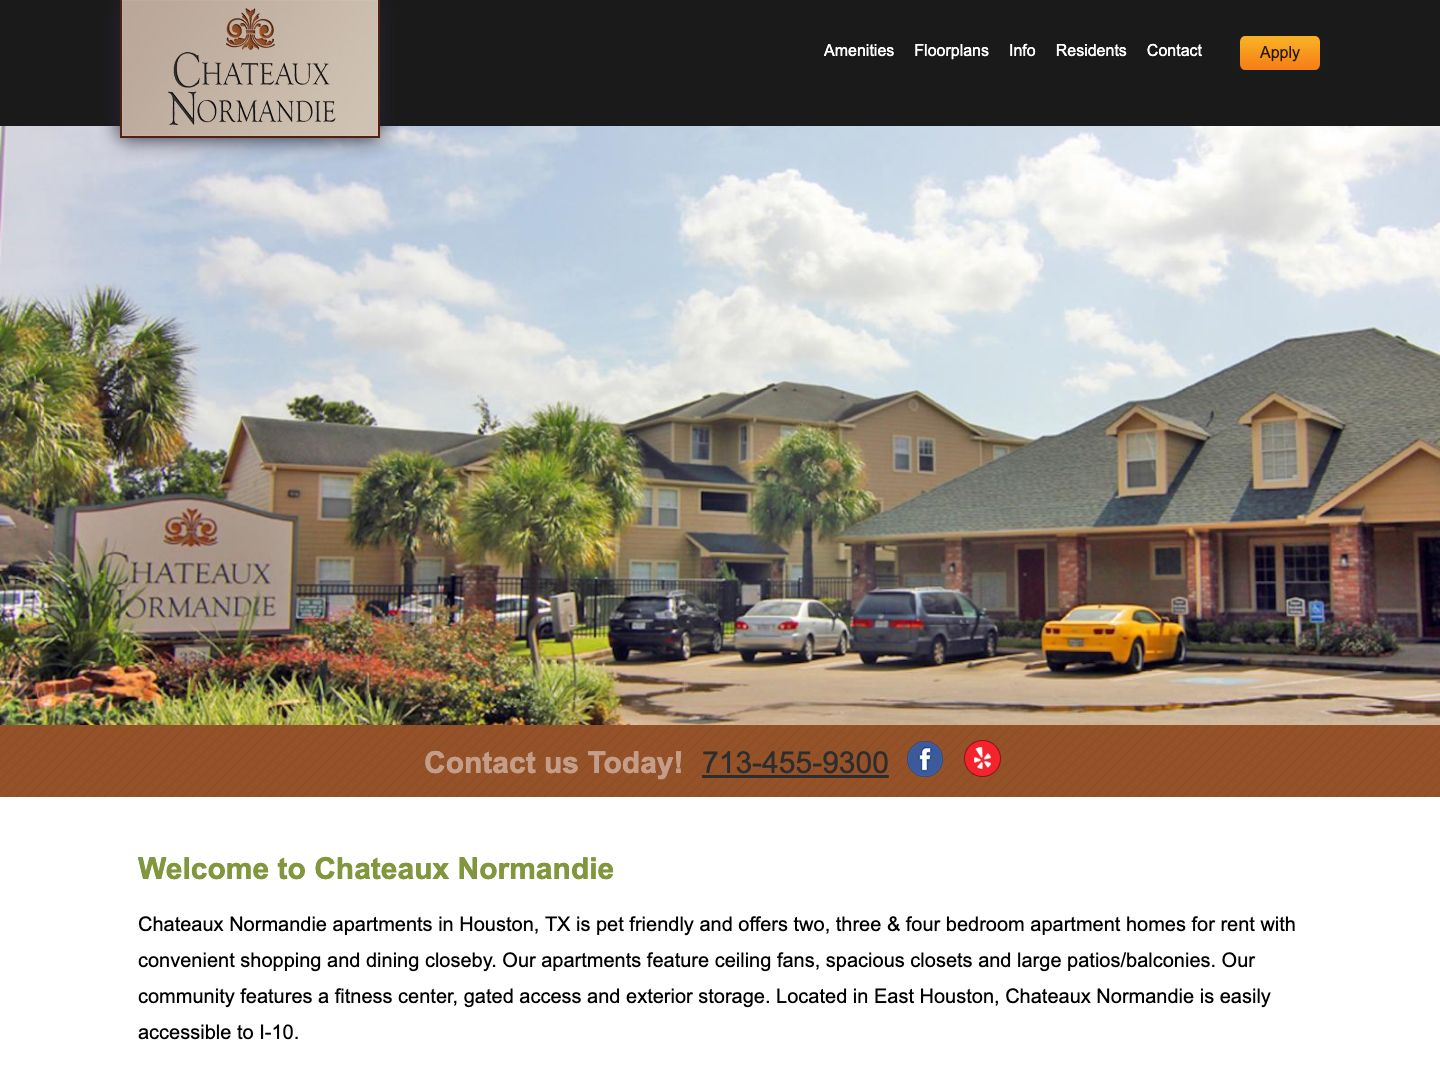 CHATEAUX
NORMANDIE
Amenities Floorplans Info Residents Contact Apply
CHATEAUX
NORMANDIE
Contact us Today! 713-455-9300
Welcome to Chateaux Normandie
Chateaux Normandie apartments in Houston, TX is pet friendly and offers two, three & four bedroom apartment homes for rent with
convenient shopping and dining closeby. Our apartments feature ceiling fans, spacious closets and large patios/balconies. Our
community features a fitness center, gated access and exterior storage. Located in East Houston, Chateaux Normandie is easily
accessible to I-10.